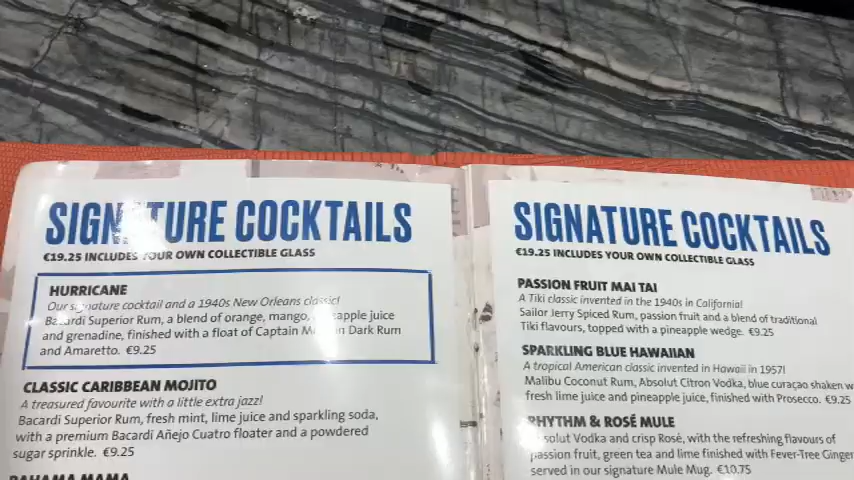 SIGNATURE COCKTAILS
€19.25 INCLUDES YOUR OWN COLLECTIBLE GLASS
HURRICANE
Our signature cocktail and a 1940s New Orleans classic!
Bacardi Superior Rum, a blend of orange, mango, pineapple juice
and grenadine, finished with a float of Captain Morgan Dark Rum
and Amaretto. €9.25
CLASSIC CARIBBEAN MOJITO
A treasured favourite with a little extra jazz!
Bacardi Superior Rum, fresh mint, lime juice and sparkling soda,
with a premium Bacardi Añejo Cuatro floater and a powdered
sugar sprinkle. €9.25
BAHAMA MAMA
SIGNATURE COCKTAILS
€19.25 INCLUDES YOUR OWN COLLECTIBLE GLASS
PASSION FRUIT MAI TAI
A Tiki classic invented in the 1940s in California!
Sailor Jerry Spiced Rum, passion fruit and a blend of traditional
Tiki flavours, topped with a pineapple wedge. €9.25
SPARKLING BLUE HAWAIIAN
A tropical American classic invented in Hawaii in 1957!
Malibu Coconut Rum, Absolut Citron Vodka, blue curaçao shaken w
fresh lime juice and pineapple juice, finished with Prosecco. €9.25
RHYTHM & ROSÉ MULE
Absolut Vodka and crisp Rosé, with the refreshing flavours of
passion fruit, green tea and lime finished with Fever-Tree Ginger
served in our signature Mule Mug. €10.75